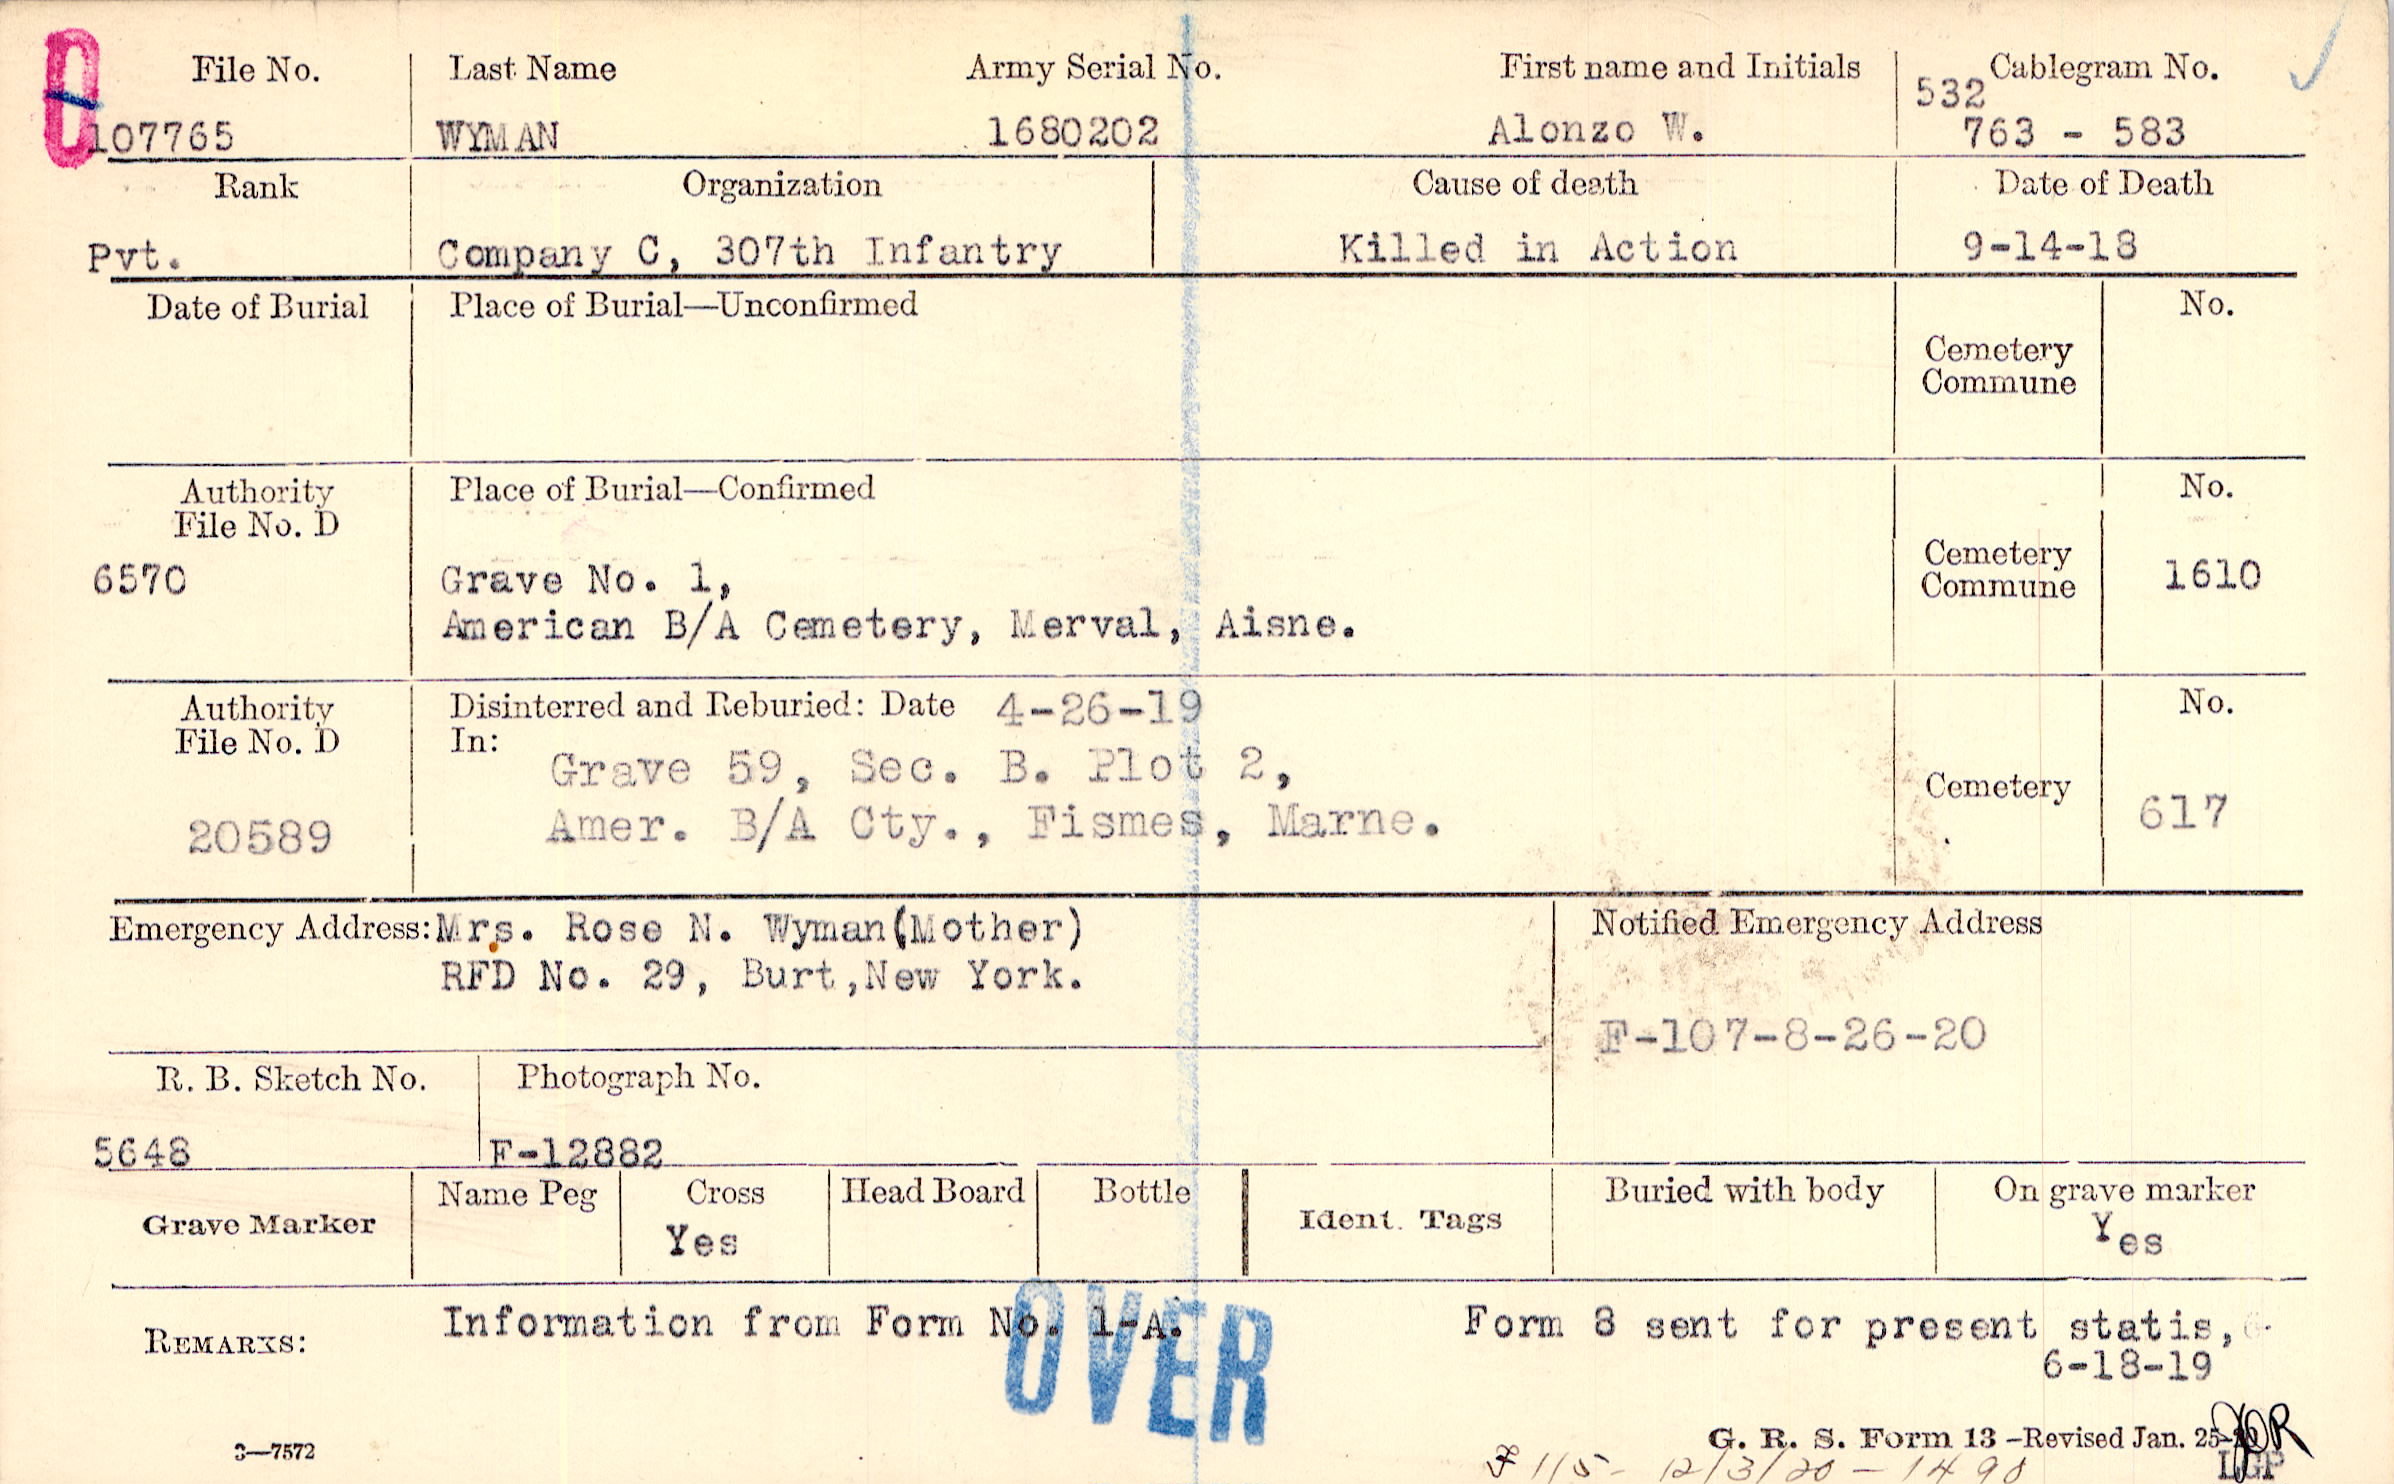 File No. Last Name Army Serial No. First name and Initials Cablegram No.
532
107765 WYMAN 1680202 Alonzo W. 763 - 583
Rank Organization Cause of death Date of Death
Pvt. Company C, 307th Infantry Killed in Action 9-14-18
Date of Burial Place of Burial—Unconfirmed No.
Cemetery
Commune
Authority Place of Burial—Confirmed No.
File No. D
Cemetery
6570 Grave No. 1, Commune 1610
American B/A Cemetery, Merval, Aisne.
Authority Disinterred and Reburied: Date 4-26-19 No.
File No. D In:
Grave 59, Sec. B. Plot 2, Cemetery
20589 Amer. B/A Cty., Fismes, Marne. 617
Emergency Address: Mrs. Rose N. Wyman(Mother) Notified Emergency Address
RFD No. 29, Burt,New York.
F-107-8-26-20
R. B. Sketch No. Photograph No.
5648 F-12882
Grave Marker Name Peg Cross Head Board Bottle Ident. Tags Buried with body On grave marker
Yes Yes
REMARKS: Information from Form No. 1-A. Form 8 sent for present statis,
6-18-19
OVER
3—7572 G. R. S. Form 13 -Revised Jan. 25
LGP